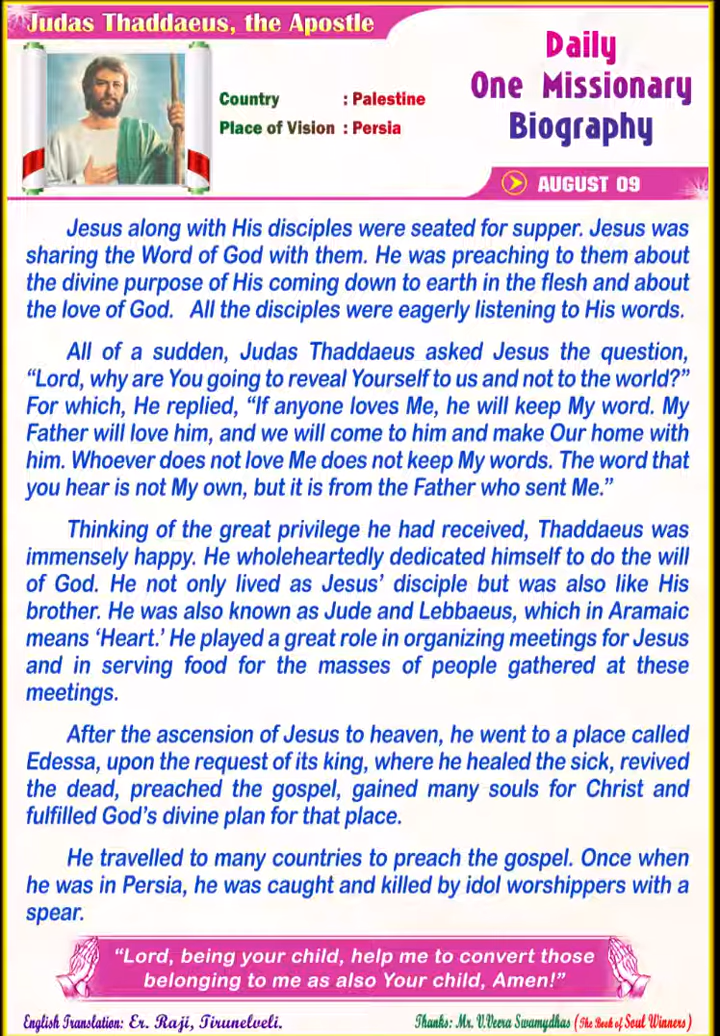 Judas Thaddaeus, the Apostle
Daily
One Missionary
Biography
Country : Palestine
Place of Vision : Persia
AUGUST 09
Jesus along with His disciples were seated for supper. Jesus was
sharing the Word of God with them. He was preaching to them about
the divine purpose of His coming down to earth in the flesh and about
the love of God. All the disciples were eagerly listening to His words.
All of a sudden, Judas Thaddaeus asked Jesus the question,
“Lord, why are You going to reveal Yourself to us and not to the world?”
For which, He replied, “If anyone loves Me, he will keep My word. My
Father will love him, and we will come to him and make Our home with
him. Whoever does not love Me does not keep My words. The word that
you hear is not My own, but it is from the Father who sent Me.”
Thinking of the great privilege he had received, Thaddaeus was
immensely happy. He wholeheartedly dedicated himself to do the will
of God. He not only lived as Jesus’ disciple but was also like His
brother. He was also known as Jude and Lebbaeus, which in Aramaic
means ‘Heart.’ He played a great role in organizing meetings for Jesus
and in serving food for the masses of people gathered at these
meetings.
After the ascension of Jesus to heaven, he went to a place called
Edessa, upon the request of its king, where he healed the sick, revived
the dead, preached the gospel, gained many souls for Christ and
fulfilled God’s divine plan for that place.
He travelled to many countries to preach the gospel. Once when
he was in Persia, he was caught and killed by idol worshippers with a
spear.
“Lord, being your child, help me to convert those
belonging to me as also Your child, Amen!”
English Translation: Er. Raji, Tirunelveli.
Thanks: Mr. V.Veera Swamydhas (The Book of Soul Winners)